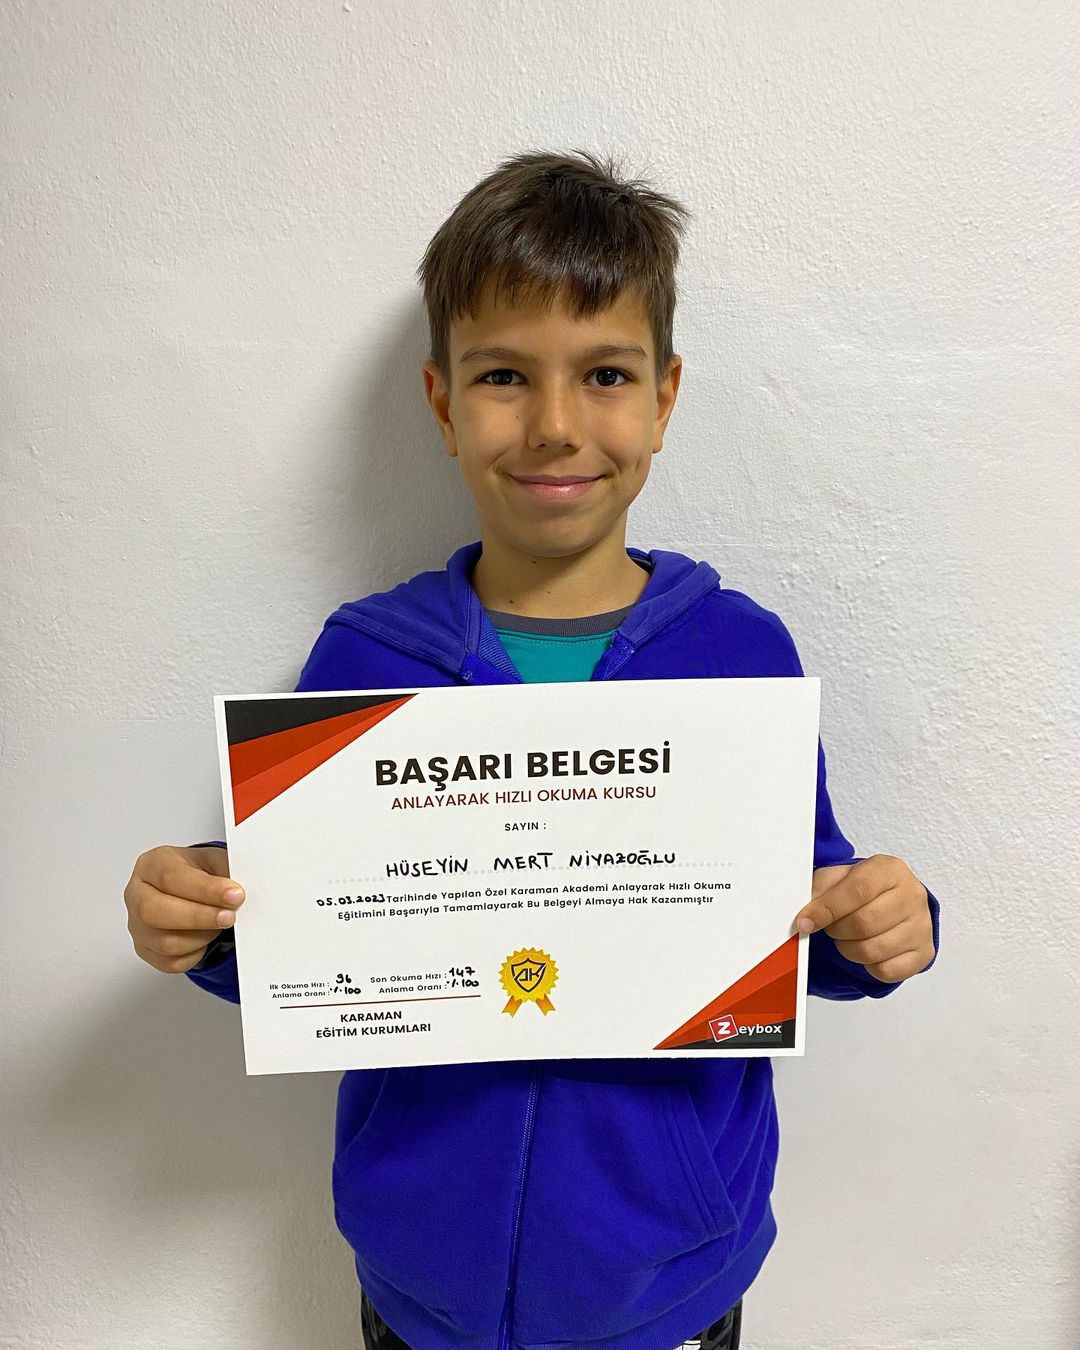 BAŞARI BELGESİ
ANLAYARAK HIZLI OKUMA KURSU
SAYIN :
HÜSEYİN MERT NİYAZOĞLU
05.03.2023 Tarihinde Yapılan Özel Karaman Akademi Anlayarak Hızlı Okuma
Eğitimini Başarıyla Tamamlayarak Bu Belgeyi Almaya Hak Kazanmıştır
İlk Okuma Hızı : 96 Son Okuma Hızı : 147
Anlama Oranı : % 100 Anlama Oranı : % 100
KARAMAN
EĞİTİM KURUMLARI
AK
Zeybox